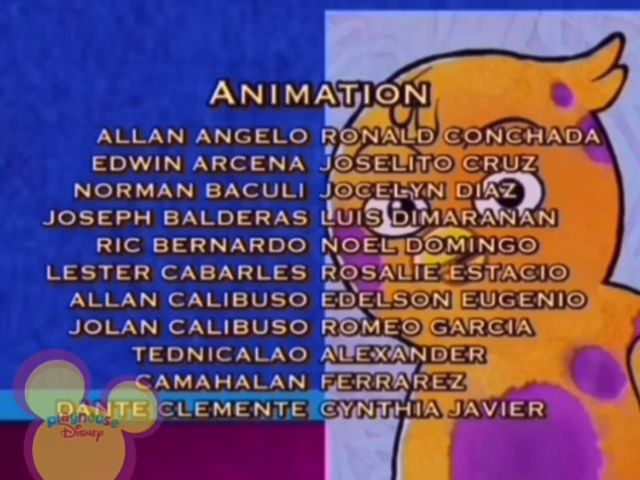 ANIMATION
ALLAN ANGELO RONALD CONCHADA
EDWIN ARCENA JOSELITO CRUZ
NORMAN BACULI JOCELYN DIAZ
JOSEPH BALDERAS LUIS DIMARANAN
RIC BERNARDO NOEL DOMINGO
LESTER CABARLES ROSALIE ESTACIO
ALLAN CALIBUSO EDELSON EUGENIO
JOLAN CALIBUSO ROMEO GARCIA
TEDNICALAO ALEXANDER
CAMAHALAN FERRAREZ
DANTE CLEMENTE CYNTHIA JAVIER
playhouse
Disney